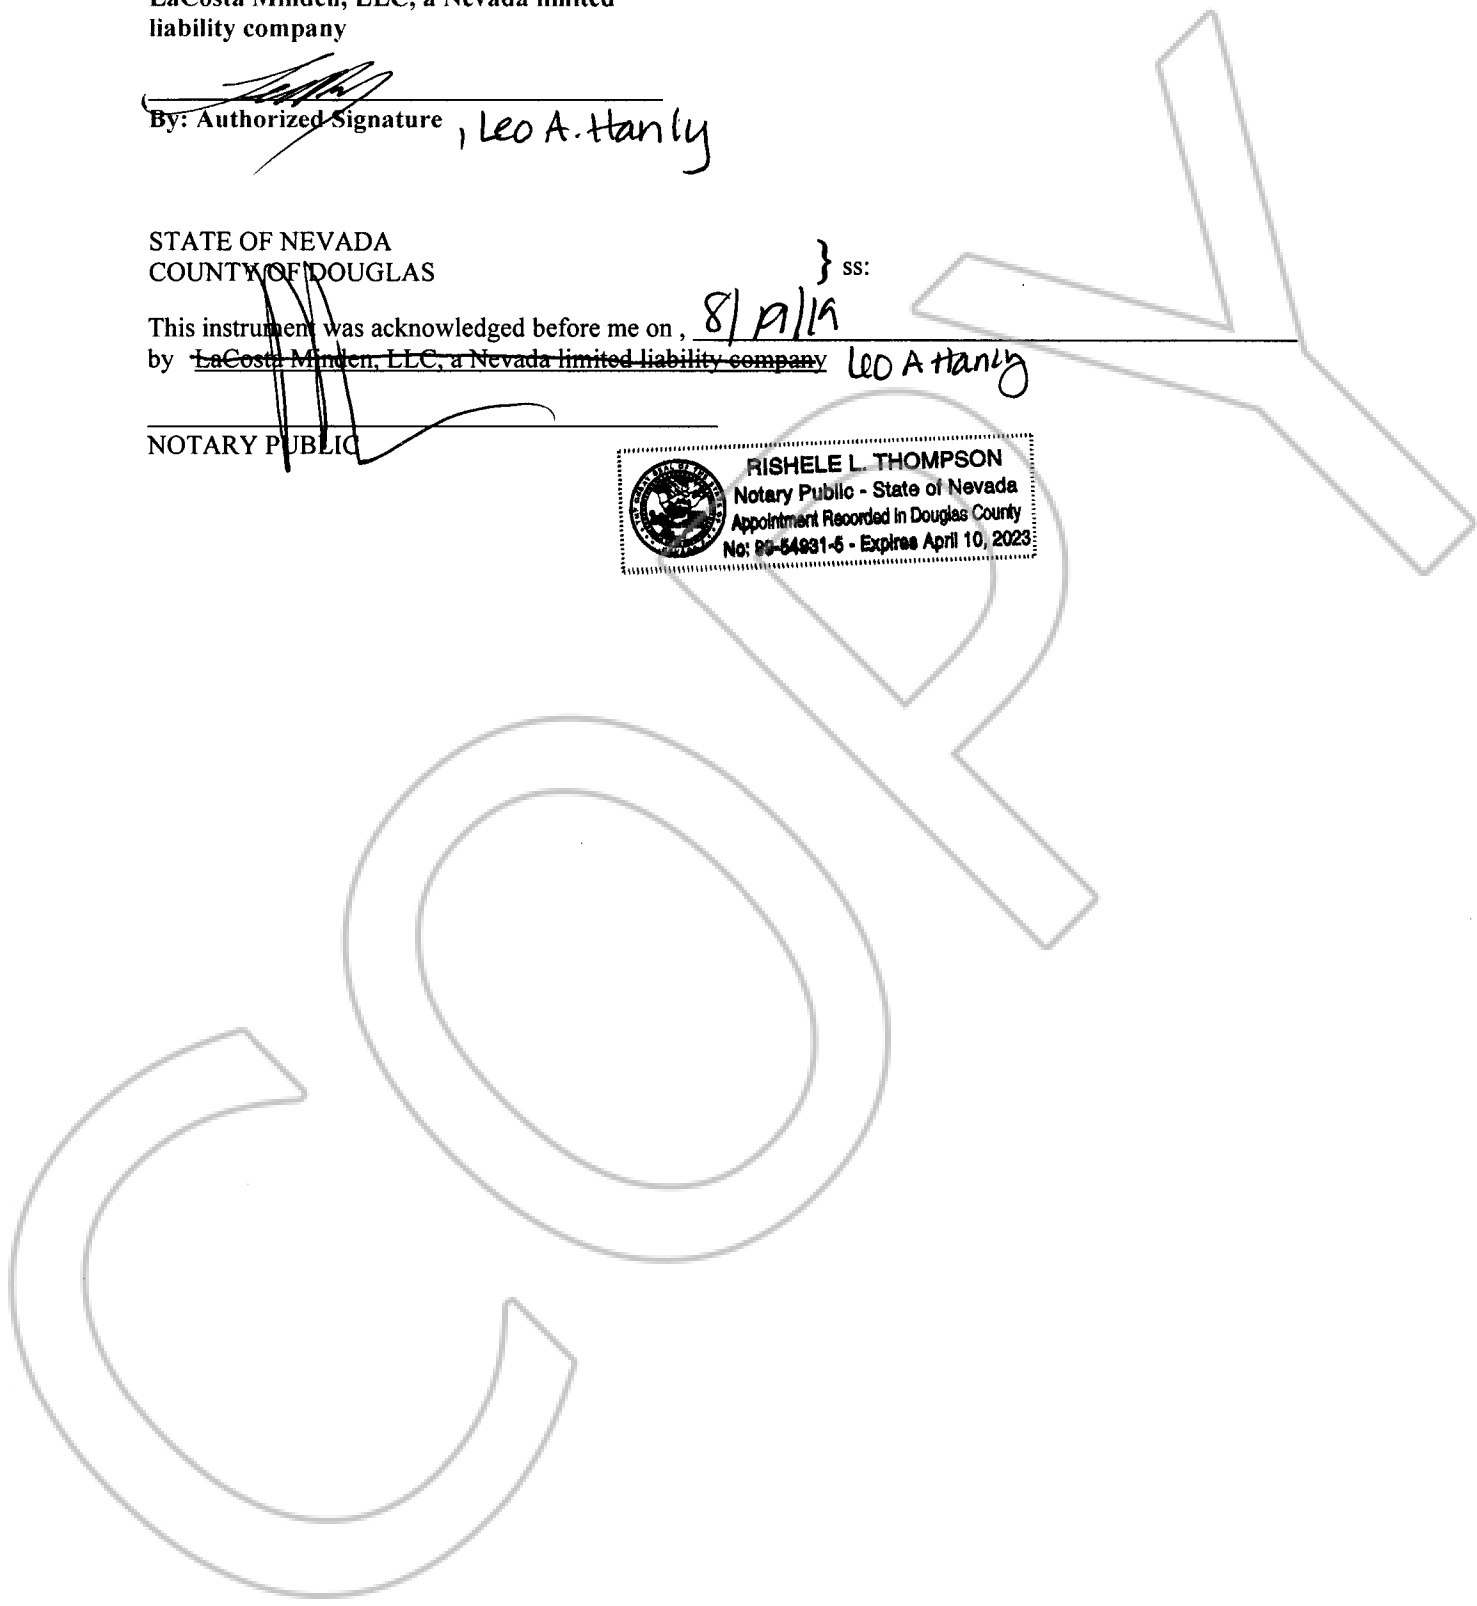 LaCosta Minden, LLC, a Nevada limited
liability company
By: Authorized Signature , Leo A. Hanly
STATE OF NEVADA
COUNTY OF DOUGLAS } ss:
This instrument was acknowledged before me on , 8/19/19
by LaCosta Minden, LLC, a Nevada limited liability company Leo A Hanly
NOTARY PUBLIC
RISHELE L. THOMPSON
Notary Public - State of Nevada
Appointment Recorded in Douglas County
No: 99-54931-5 - Expires April 10, 2023
COPY